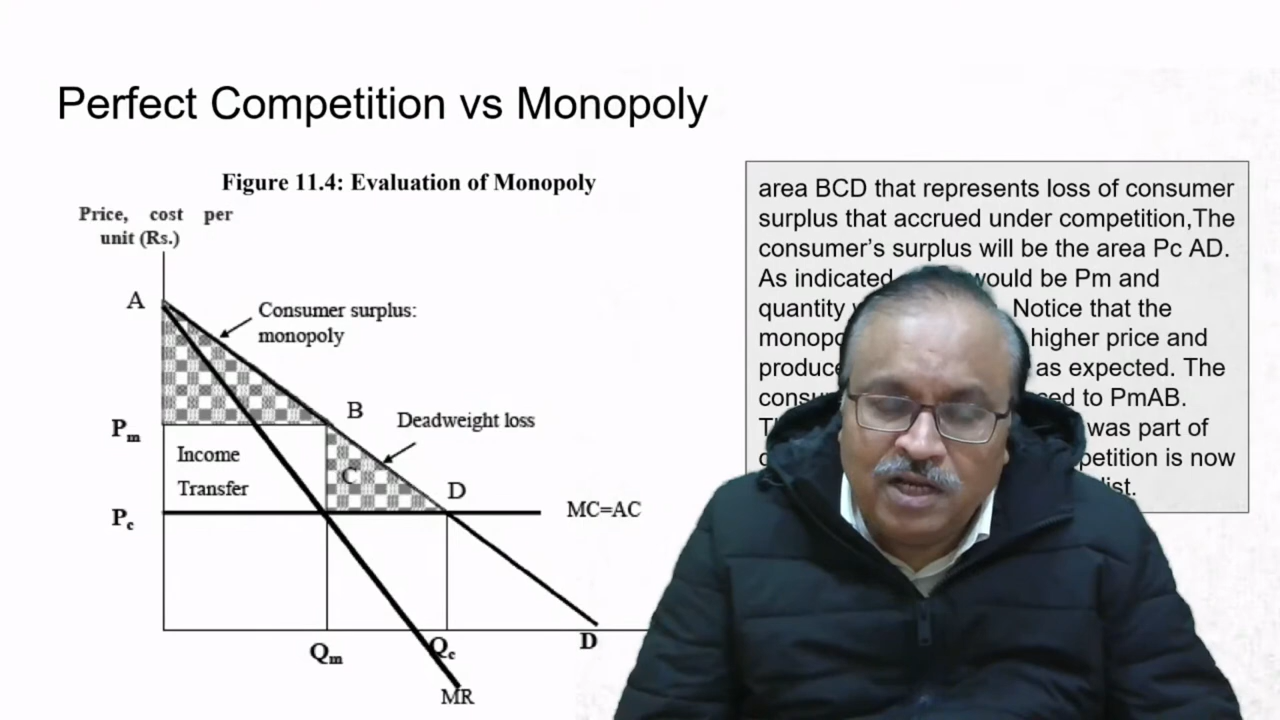 Perfect Competition vs Monopoly
Figure 11.4: Evaluation of Monopoly
Price, cost per
unit (Rs.)
A
Consumer surplus:
monopoly
B
Deadweight loss
Pm
Income
Transfer
C
D
Pc
MC=AC
Qm
Qc
D
MR
area BCD that represents loss of consumer
surplus that accrued under competition,The
consumer's surplus will be the area Pc AD.
As indicated would be Pm and
quantity Notice that the
higher price and
as expected. The
to PmAB.
was part of
is now